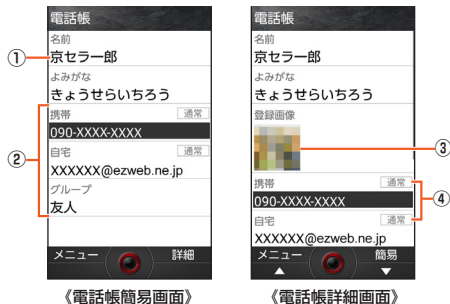 電話帳
名前
① 京セラ一郎
よみがな
きょうせらいちろう
② 携帯 通常
090-XXXX-XXXX
自宅 通常
XXXXXX@ezweb.ne.jp
グループ
友人
メニュー 詳細
《電話帳簡易画面》
電話帳
名前
京セラ一郎
よみがな
きょうせらいちろう
登録画像
③
携帯 通常
④
090-XXXX-XXXX
自宅 通常
XXXXXX@ezweb.ne.jp
メニュー 簡易
▲ ▼
《電話帳詳細画面》